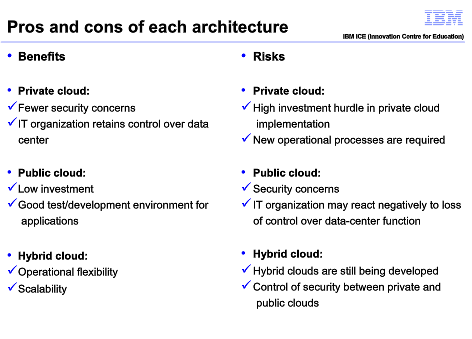 Pros and cons of each architecture
IBM
IBM ICE (Innovation Centre for Education)
• Benefits
• Private cloud:
✓Fewer security concerns
✓IT organization retains control over data
center
• Public cloud:
✓Low investment
✓Good test/development environment for
applications
• Hybrid cloud:
✓Operational flexibility
✓Scalability
• Risks
• Private cloud:
✓High investment hurdle in private cloud
implementation
✓New operational processes are required
• Public cloud:
✓Security concerns
✓IT organization may react negatively to loss
of control over data-center function
• Hybrid cloud:
✓Hybrid clouds are still being developed
✓Control of security between private and
public clouds